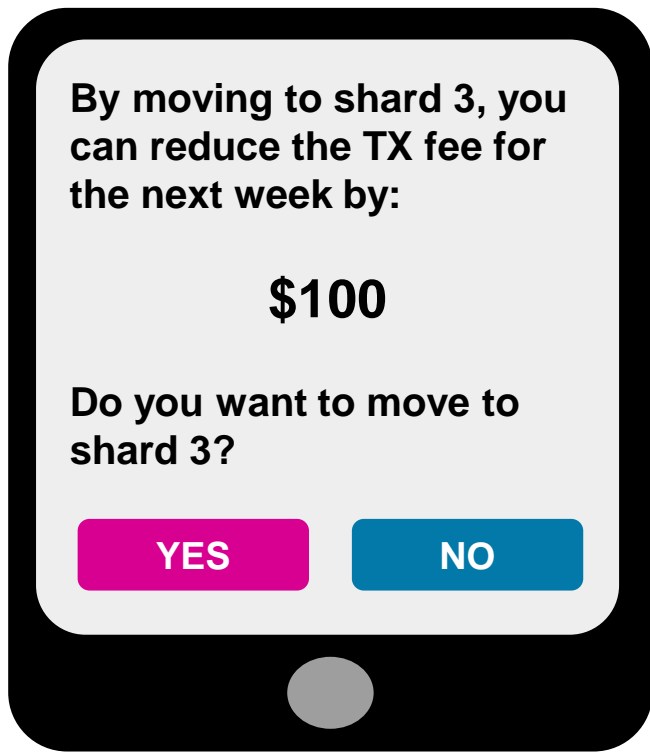 By moving to shard 3, you
can reduce the TX fee for
the next week by:
$100
Do you want to move to
shard 3?
YES NO